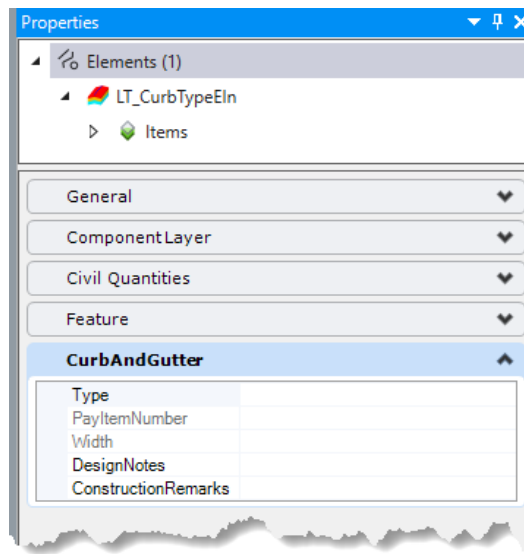 Properties
Elements (1)
LT_CurbTypeEln
Items
General
ComponentLayer
Civil Quantities
Feature
CurbAndGutter
Type
PayItemNumber
Width
DesignNotes
ConstructionRemarks